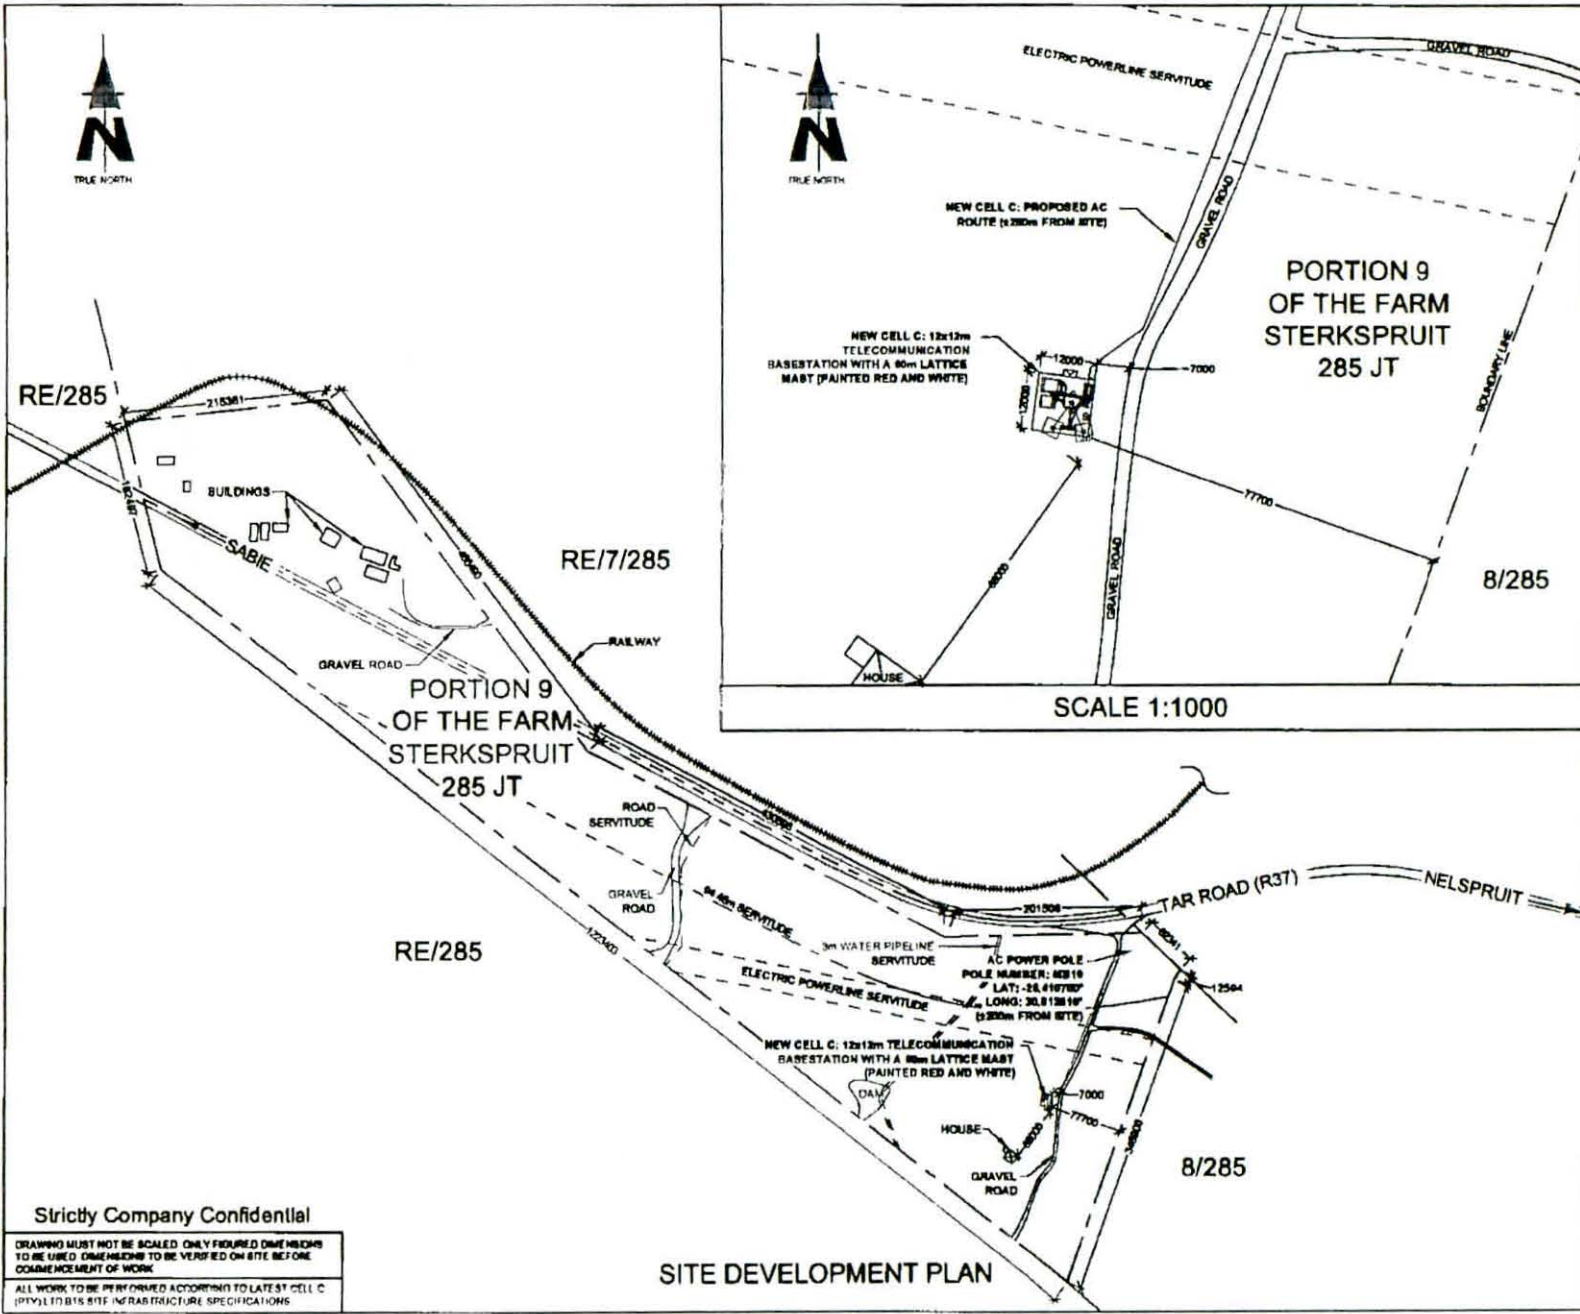 N
TRUE NORTH
RE/285
215361
BUILDINGS
SABIE
GRAVEL ROAD
RE/7/285
RAILWAY
PORTION 9
OF THE FARM
STERKSPRUIT
285 JT
ROAD
SERVITUDE
GRAVEL
ROAD
SERVITUDE
1223403
RE/285
ELECTRIC POWERLINE SERVITUDE
3m WATER PIPELINE
SERVITUDE
201506
TAR ROAD (R37)
NELSPRUIT
12594
AC POWER POLE
POLE NUMBER:
LAT:
LONG:
FROM SITE)
NEW CELL C: 12x12m TELECOMMUNICATION
BASESTATION WITH A LATTICE MAST
(PAINTED RED AND WHITE)
DAM
7000
77700
HOUSE
GRAVEL
ROAD
8/285
N
TRUE NORTH
ELECTRIC POWERLINE SERVITUDE
GRAVEL ROAD
NEW CELL C: PROPOSED AC
ROUTE FROM SITE)
GRAVEL ROAD
PORTION 9
OF THE FARM
STERKSPRUIT
285 JT
NEW CELL C: 12x12m
TELECOMMUNICATION
BASESTATION WITH A LATTICE
MAST (PAINTED RED AND WHITE)
12000
7000
12000
BOUNDARY LINE
77700
GRAVEL ROAD
8/285
HOUSE
SCALE 1:1000
Strictly Company Confidential
DRAWING MUST NOT BE SCALED ONLY FIGURED DIMENSIONS
TO BE USED DIMENSIONS TO BE VERIFIED ON SITE BEFORE
COMMENCEMENT OF WORK
ALL WORK TO BE PERFORMED ACCORDING TO LATEST CELL C
(PTY) LTD BTS SITE INFRASTRUCTURE SPECIFICATIONS
SITE DEVELOPMENT PLAN